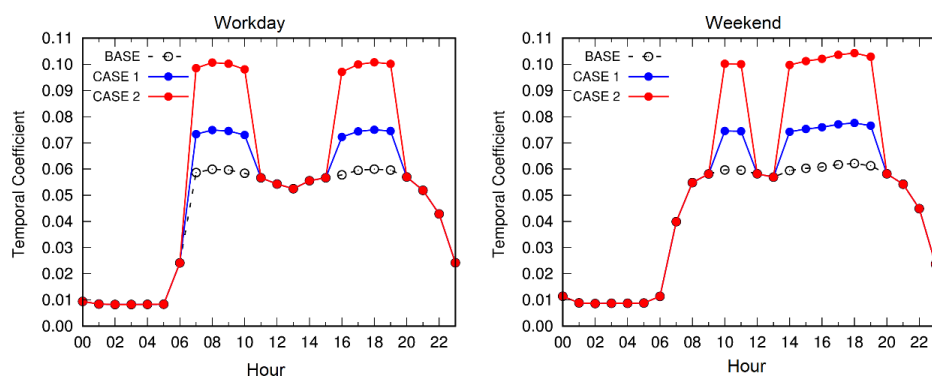 Workday
Temporal Coefficient
0.11
0.10
0.09
0.08
0.07
0.06
0.05
0.04
0.03
0.02
0.01
0.00
BASE
CASE 1
CASE 2
00 02 04 06 08 10 12 14 16 18 20 22
Hour
Weekend
Temporal Coefficient
0.11
0.10
0.09
0.08
0.07
0.06
0.05
0.04
0.03
0.02
0.01
0.00
BASE
CASE 1
CASE 2
00 02 04 06 08 10 12 14 16 18 20 22
Hour